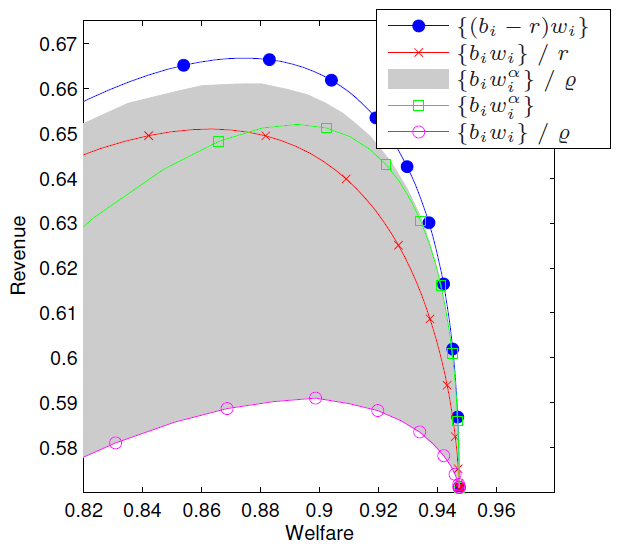 {(b_i − r)w_i}
{b_i w_i} / r
{b_i w_i^α} / ϱ
{b_i w_i^α}
{b_i w_i} / ϱ
0.67
0.66
0.65
0.64
0.63
0.62
0.61
0.6
0.59
0.58
Revenue
0.82 0.84 0.86 0.88 0.9 0.92 0.94 0.96
Welfare